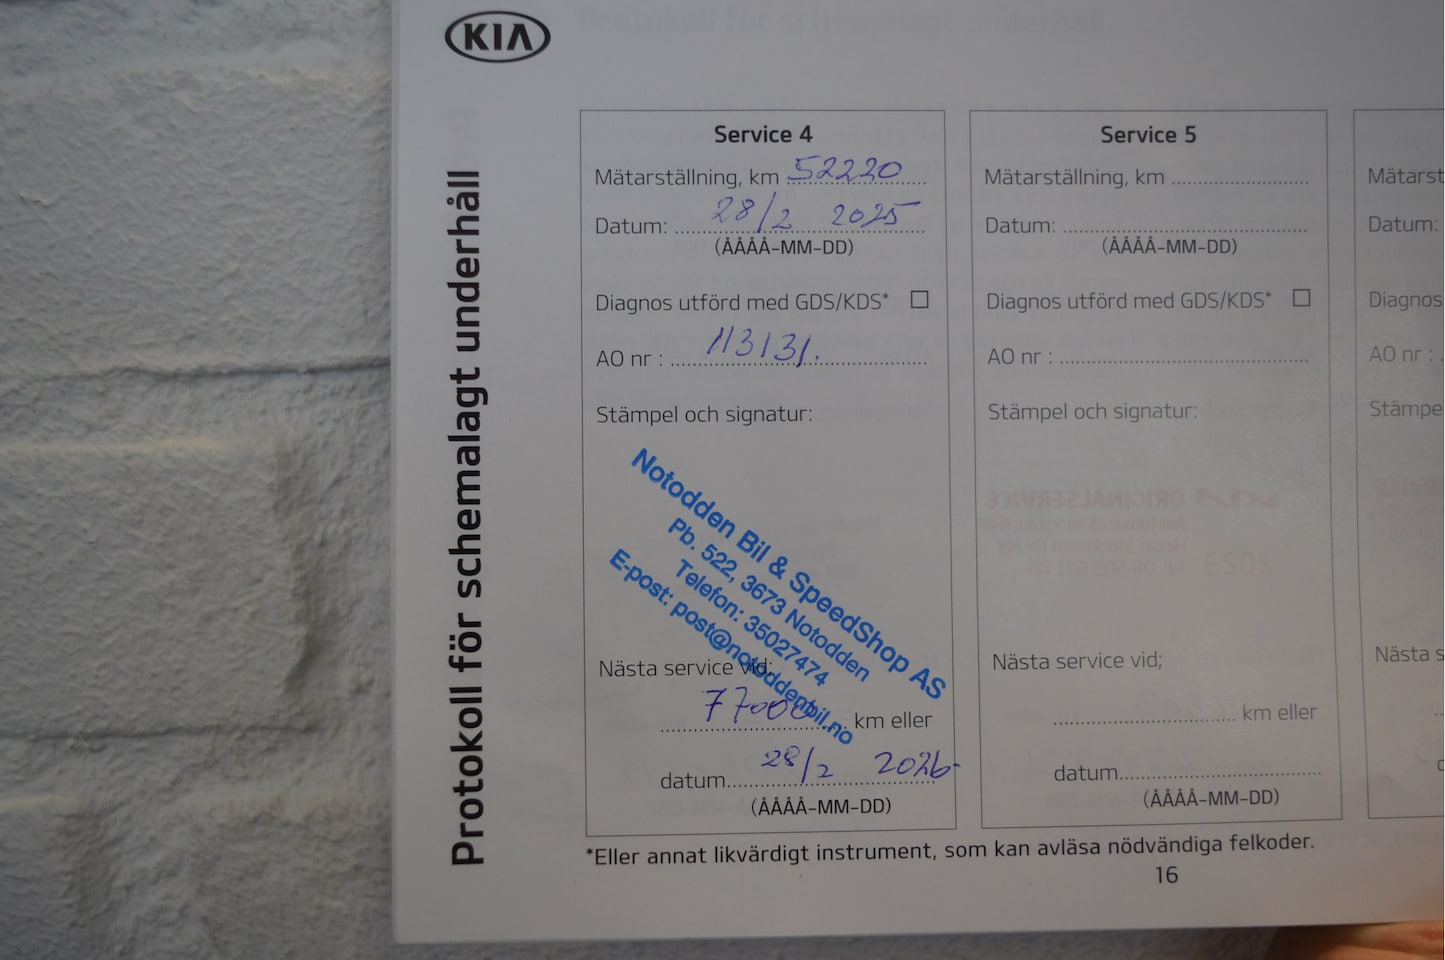 KIA
Protokoll för schemalagt underhåll
Service 4
Mätarställning, km 52220
Datum: 28/2 2025
(ÅÅÅÅ-MM-DD)
Diagnos utförd med GDS/KDS*
AO nr : 113131.
Stämpel och signatur:
Notodden Bil & SpeedShop AS
Pb. 522, 3673 Notodden
Telefon: 35027474
E-post: post@notoddenbil.no
Nästa service vid;
77000 km eller
datum 28/2 2026
(ÅÅÅÅ-MM-DD)
Service 5
Mätarställning, km
Datum:
(ÅÅÅÅ-MM-DD)
Diagnos utförd med GDS/KDS*
AO nr :
Stämpel och signatur:
Nästa service vid;
km eller
datum
(ÅÅÅÅ-MM-DD)
Mätarst
Datum:
Diagnos
AO nr :
Stämpe
Nästa s
*Eller annat likvärdigt instrument, som kan avläsa nödvändiga felkoder.
16